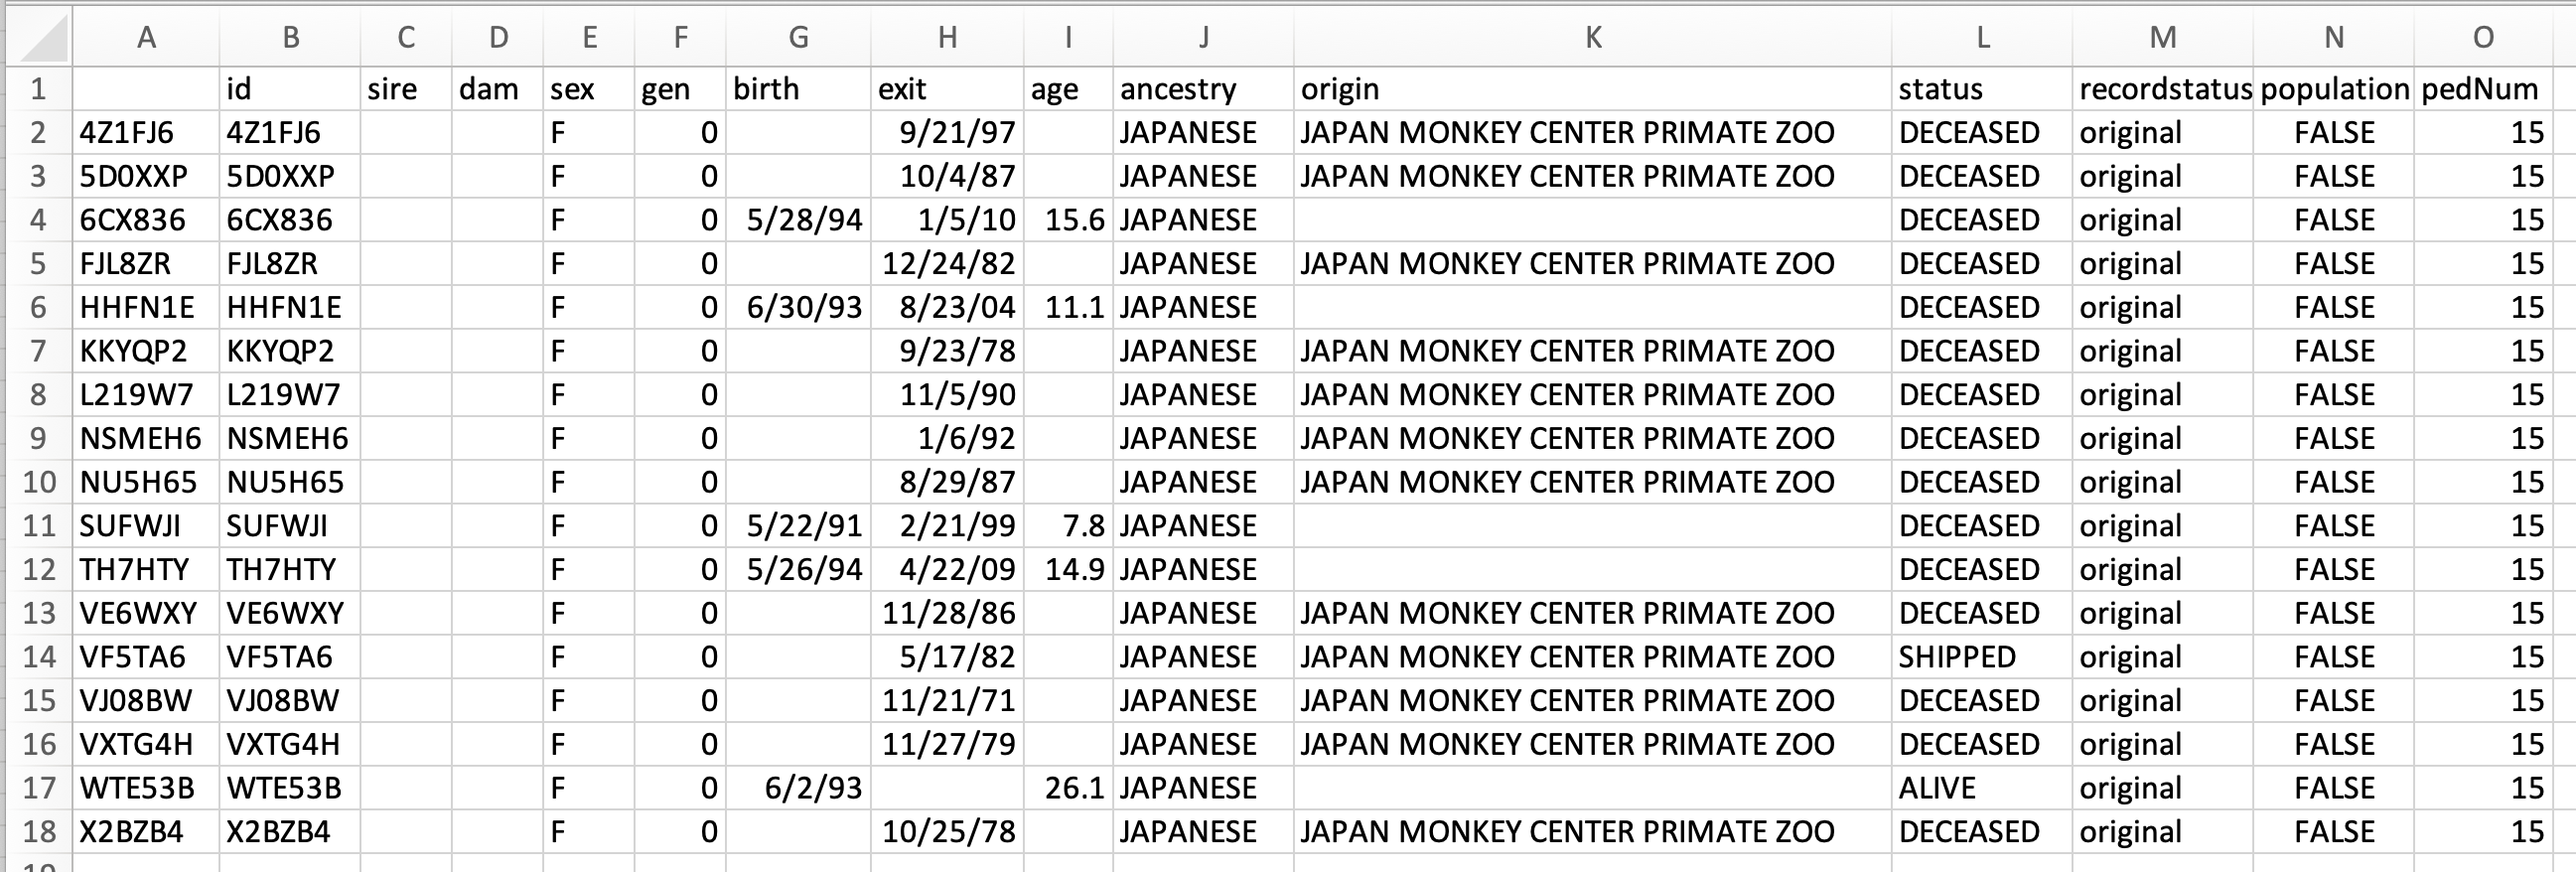 A B C D E F G H I J K L M N O
1 id sire dam sex gen birth exit age ancestry origin status recordstatus population pedNum
2 4Z1FJ6 4Z1FJ6 F 0 9/21/97 JAPANESE JAPAN MONKEY CENTER PRIMATE ZOO DECEASED original FALSE 15
3 5D0XXP 5D0XXP F 0 10/4/87 JAPANESE JAPAN MONKEY CENTER PRIMATE ZOO DECEASED original FALSE 15
4 6CX836 6CX836 F 0 5/28/94 1/5/10 15.6 JAPANESE DECEASED original FALSE 15
5 FJL8ZR FJL8ZR F 0 12/24/82 JAPANESE JAPAN MONKEY CENTER PRIMATE ZOO DECEASED original FALSE 15
6 HHFN1E HHFN1E F 0 6/30/93 8/23/04 11.1 JAPANESE DECEASED original FALSE 15
7 KKYQP2 KKYQP2 F 0 9/23/78 JAPANESE JAPAN MONKEY CENTER PRIMATE ZOO DECEASED original FALSE 15
8 L219W7 L219W7 F 0 11/5/90 JAPANESE JAPAN MONKEY CENTER PRIMATE ZOO DECEASED original FALSE 15
9 NSMEH6 NSMEH6 F 0 1/6/92 JAPANESE JAPAN MONKEY CENTER PRIMATE ZOO DECEASED original FALSE 15
10 NU5H65 NU5H65 F 0 8/29/87 JAPANESE JAPAN MONKEY CENTER PRIMATE ZOO DECEASED original FALSE 15
11 SUFWJI SUFWJI F 0 5/22/91 2/21/99 7.8 JAPANESE DECEASED original FALSE 15
12 TH7HTY TH7HTY F 0 5/26/94 4/22/09 14.9 JAPANESE DECEASED original FALSE 15
13 VE6WXY VE6WXY F 0 11/28/86 JAPANESE JAPAN MONKEY CENTER PRIMATE ZOO DECEASED original FALSE 15
14 VF5TA6 VF5TA6 F 0 5/17/82 JAPANESE JAPAN MONKEY CENTER PRIMATE ZOO SHIPPED original FALSE 15
15 VJ08BW VJ08BW F 0 11/21/71 JAPANESE JAPAN MONKEY CENTER PRIMATE ZOO DECEASED original FALSE 15
16 VXTG4H VXTG4H F 0 11/27/79 JAPANESE JAPAN MONKEY CENTER PRIMATE ZOO DECEASED original FALSE 15
17 WTE53B WTE53B F 0 6/2/93 26.1 JAPANESE ALIVE original FALSE 15
18 X2BZB4 X2BZB4 F 0 10/25/78 JAPANESE JAPAN MONKEY CENTER PRIMATE ZOO DECEASED original FALSE 15